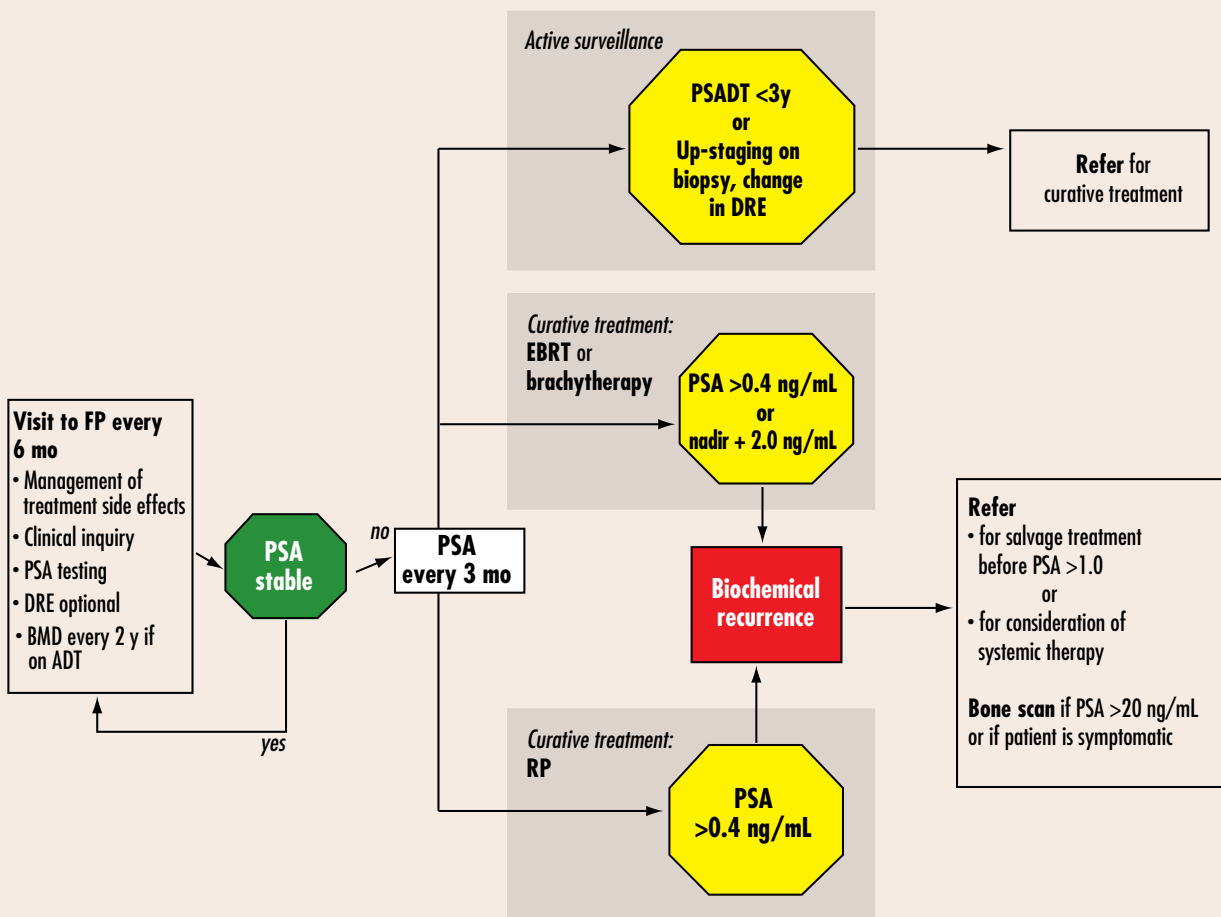 Active surveillance
PSADT <3y
or
Up-staging on
biopsy, change
in DRE
Refer for
curative treatment
Curative treatment:
EBRT or
brachytherapy
PSA >0.4 ng/mL
or
nadir + 2.0 ng/mL
Visit to FP every
6 mo
• Management of
treatment side effects
• Clinical inquiry
• PSA testing
• DRE optional
• BMD every 2 y if
on ADT
PSA
stable
yes
no
PSA
every 3 mo
Biochemical
recurrence
Refer
• for salvage treatment
before PSA >1.0
or
• for consideration of
systemic therapy
Bone scan if PSA >20 ng/mL
or if patient is symptomatic
Curative treatment:
RP
PSA
>0.4 ng/mL